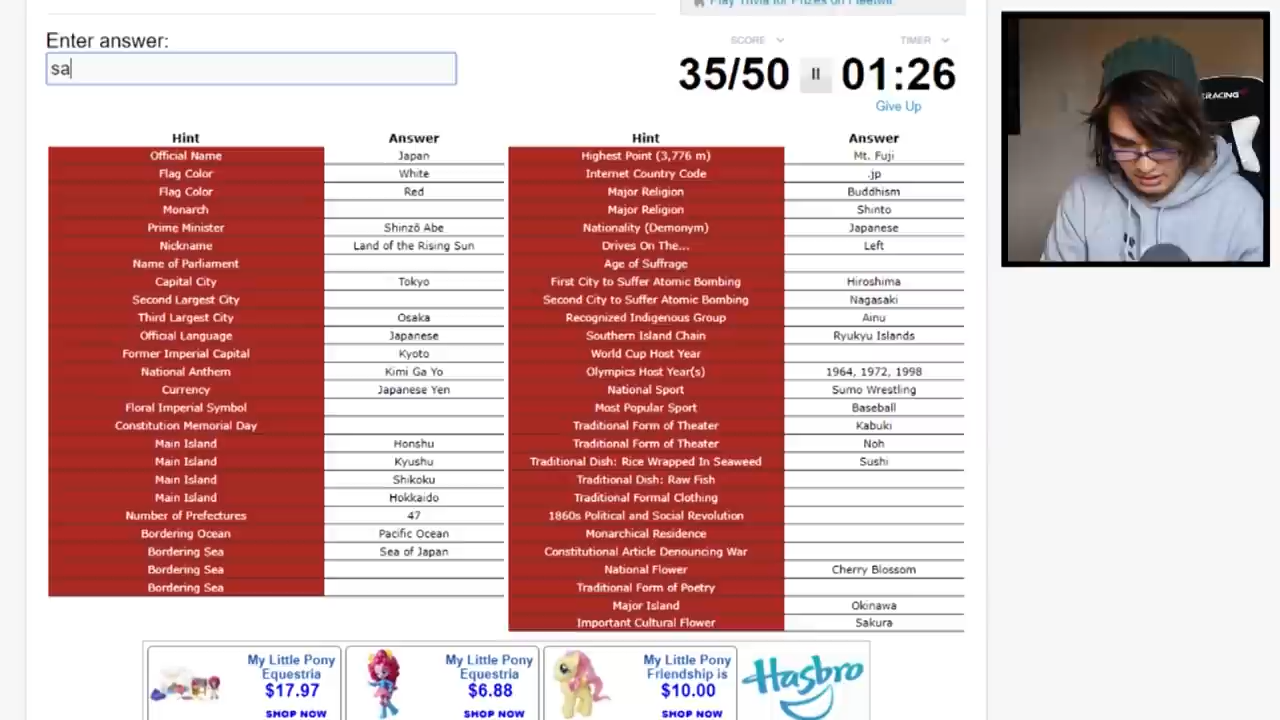 Play Trivia for Prizes on FleetWit
Enter answer:
sa
SCORE
TIMER
35/50
01:26
Give Up
Hint Answer
Official Name Japan
Flag Color White
Flag Color Red
Monarch
Prime Minister Shinzō Abe
Nickname Land of the Rising Sun
Name of Parliament
Capital City Tokyo
Second Largest City
Third Largest City Osaka
Official Language Japanese
Former Imperial Capital Kyoto
National Anthem Kimi Ga Yo
Currency Japanese Yen
Floral Imperial Symbol
Constitution Memorial Day
Main Island Honshu
Main Island Kyushu
Main Island Shikoku
Main Island Hokkaido
Number of Prefectures 47
Bordering Ocean Pacific Ocean
Bordering Sea Sea of Japan
Bordering Sea
Bordering Sea
Hint Answer
Highest Point (3,776 m) Mt. Fuji
Internet Country Code .jp
Major Religion Buddhism
Major Religion Shinto
Nationality (Demonym) Japanese
Drives On The... Left
Age of Suffrage
First City to Suffer Atomic Bombing Hiroshima
Second City to Suffer Atomic Bombing Nagasaki
Recognized Indigenous Group Ainu
Southern Island Chain Ryukyu Islands
World Cup Host Year
Olympics Host Year(s) 1964, 1972, 1998
National Sport Sumo Wrestling
Most Popular Sport Baseball
Traditional Form of Theater Kabuki
Traditional Form of Theater Noh
Traditional Dish: Rice Wrapped In Seaweed Sushi
Traditional Dish: Raw Fish
Traditional Formal Clothing
1860s Political and Social Revolution
Monarchical Residence
Constitutional Article Denouncing War
National Flower Cherry Blossom
Traditional Form of Poetry
Major Island Okinawa
Important Cultural Flower Sakura
My Little Pony
Equestria
$17.97
SHOP NOW
My Little Pony
Equestria
$6.88
SHOP NOW
My Little Pony
Friendship is
$10.00
SHOP NOW
Hasbro
RACING